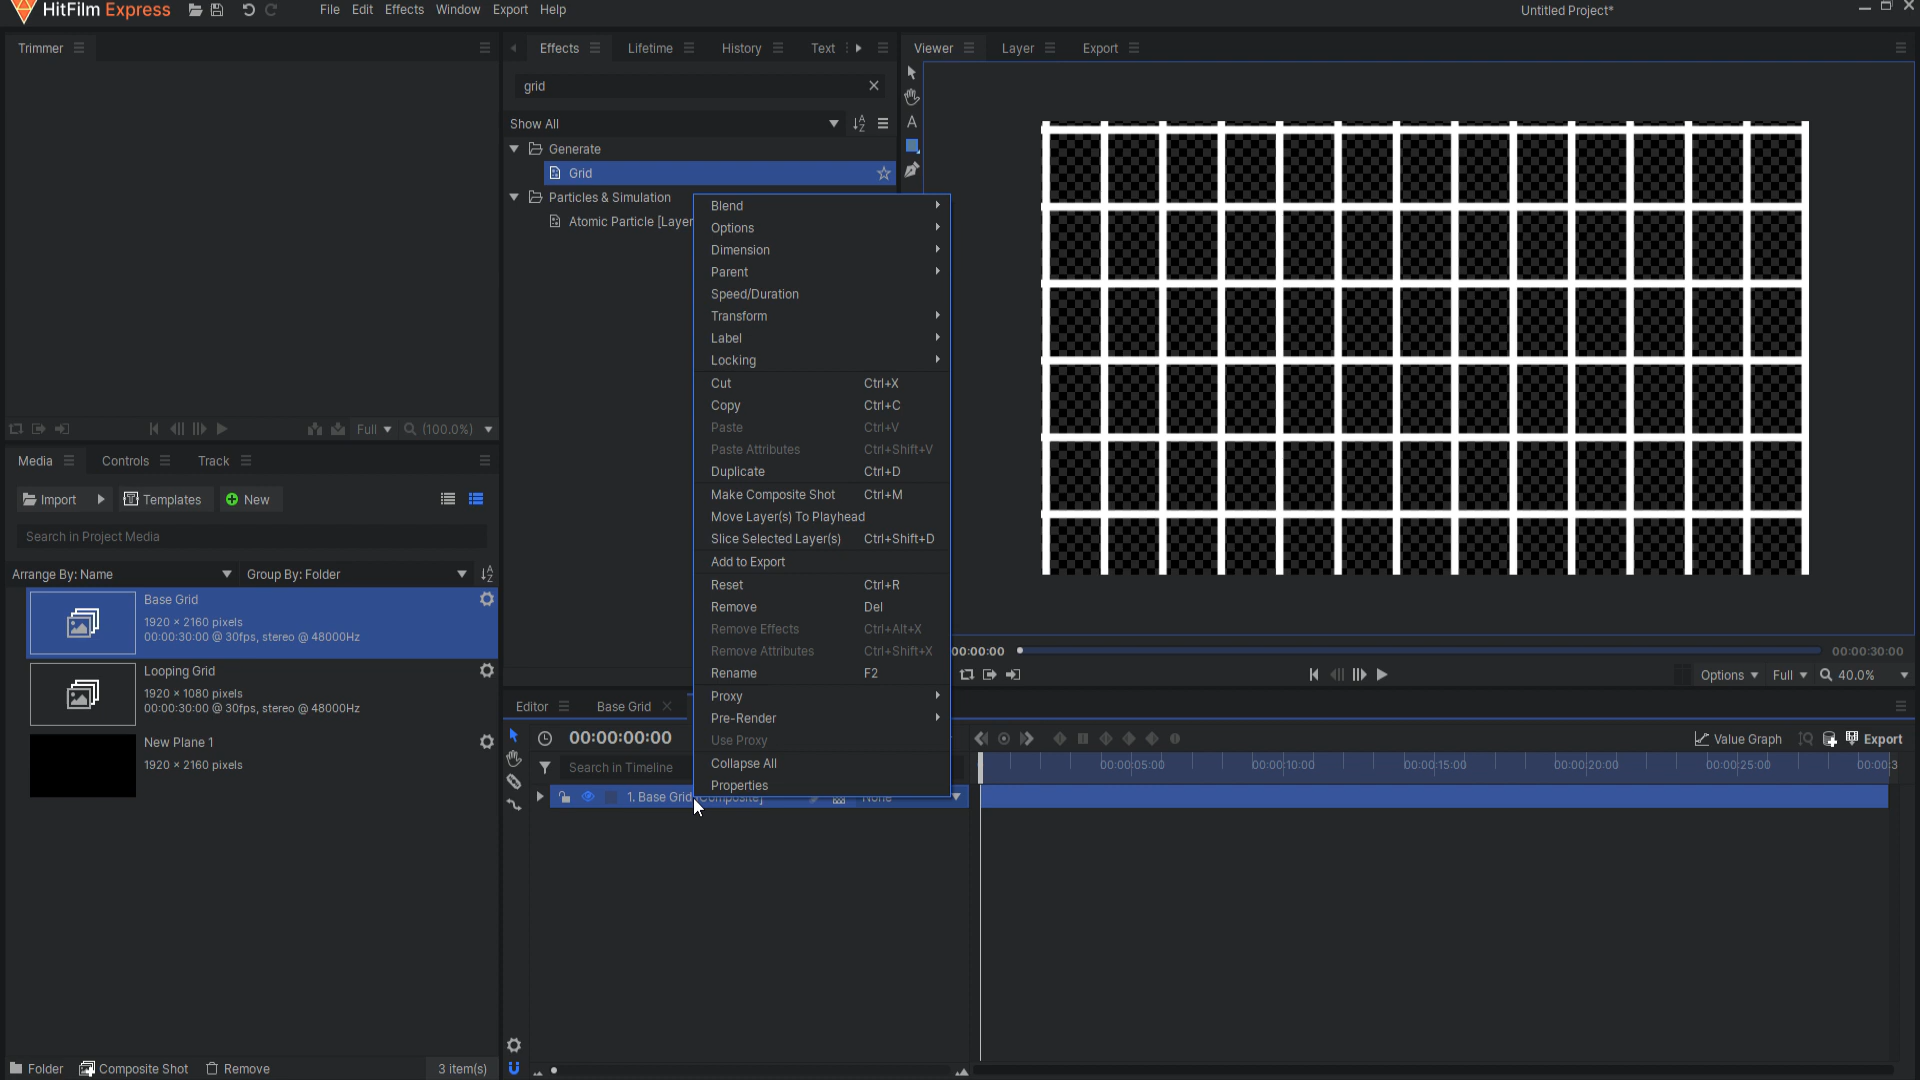 HitFilm Express
File Edit Effects Window Export Help
Untitled Project*
Trimmer
Effects Lifetime History Text
Viewer Layer Export
grid
Show All
Generate
Grid
Particles & Simulation
Atomic Particle [Layer
Blend
Options
Dimension
Parent
Speed/Duration
Transform
Label
Locking
Cut Ctrl+X
Copy Ctrl+C
Paste Ctrl+V
Paste Attributes Ctrl+Shift+V
Duplicate Ctrl+D
Make Composite Shot Ctrl+M
Move Layer(s) To Playhead
Slice Selected Layer(s) Ctrl+Shift+D
Add to Export
Reset Ctrl+R
Remove Del
Remove Effects Ctrl+Alt+X
Remove Attributes Ctrl+Shift+X
Rename F2
Proxy
Pre-Render
Use Proxy
Collapse All
Properties
Full (100.0%)
Media Controls Track
Import Templates New
Search in Project Media
Arrange By: Name Group By: Folder
Base Grid
1920 × 2160 pixels
00:00:30:00 @ 30fps, stereo @ 48000Hz
Looping Grid
1920 × 1080 pixels
00:00:30:00 @ 30fps, stereo @ 48000Hz
New Plane 1
1920 × 2160 pixels
00:00:00 00:00:30:00
Options Full 40.0%
Editor Base Grid
00:00:00:00
Value Graph Export
Search in Timeline
00:00:05:00 00:00:10:00 00:00:15:00 00:00:20:00 00:00:25:00 00:00:3
1. Base Grid [Composite] None
Folder Composite Shot Remove 3 item(s)